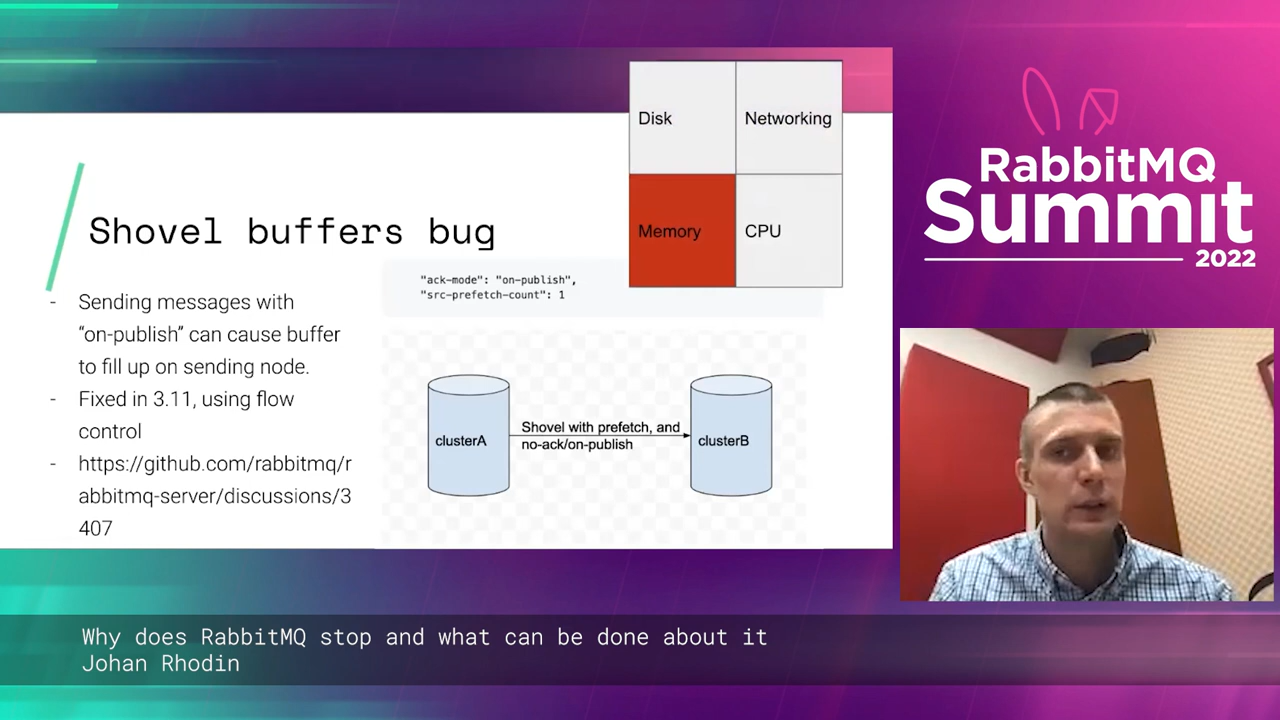 Disk
Networking
Memory
CPU
Shovel buffers bug
"ack-mode": "on-publish",
"src-prefetch-count": 1
- Sending messages with
“on-publish” can cause buffer
to fill up on sending node.
- Fixed in 3.11, using flow
control
- https://github.com/rabbitmq/r
abbitmq-server/discussions/3
407
clusterA
Shovel with prefetch, and
no-ack/on-publish
clusterB
RabbitMQ
Summit
2022
Why does RabbitMQ stop and what can be done about it
Johan Rhodin